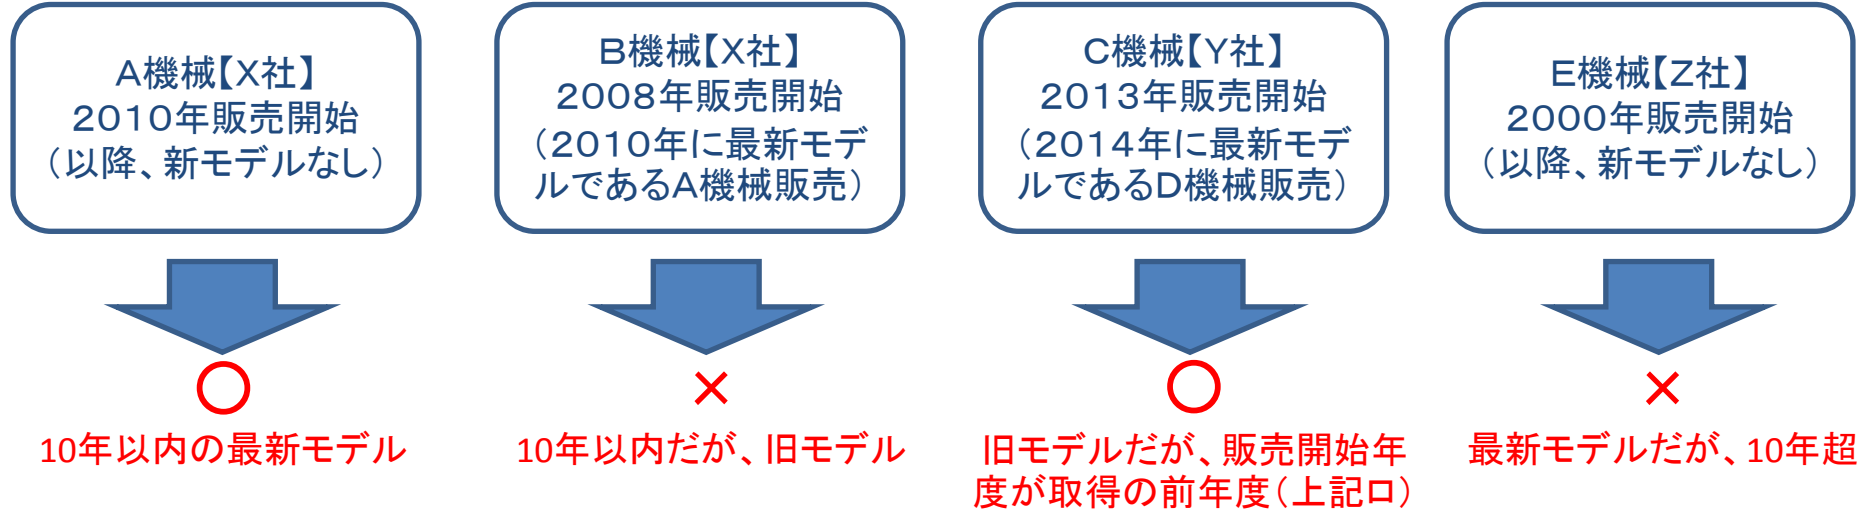 A機械【X社】
2010年販売開始
(以降、新モデルなし)
B機械【X社】
2008年販売開始
(2010年に最新モデ
ルであるA機械販売)
C機械【Y社】
2013年販売開始
(2014年に最新モデ
ルであるD機械販売)
E機械【Z社】
2000年販売開始
(以降、新モデルなし)
○
10年以内の最新モデル
×
10年以内だが、旧モデル
○
旧モデルだが、販売開始年
度が取得の前年度(上記ロ)
×
最新モデルだが、10年超